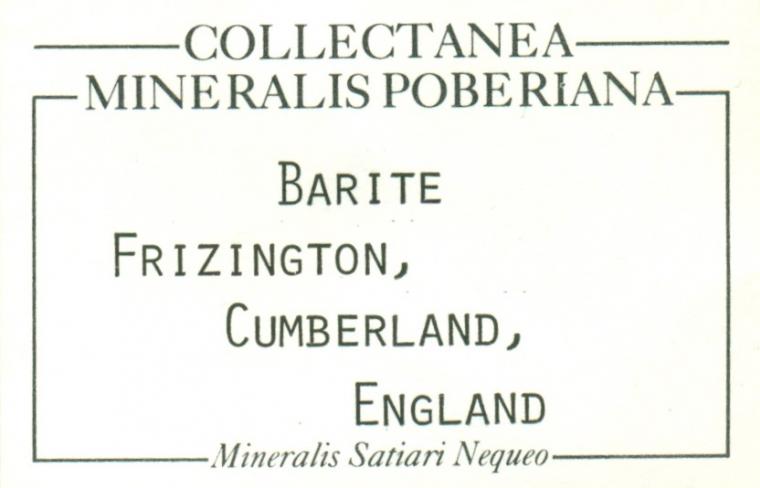 COLLECTANEA
MINERALIS POBERIANA
BARITE
FRIZINGTON,
CUMBERLAND,
ENGLAND
Mineralis Satiari Nequeo